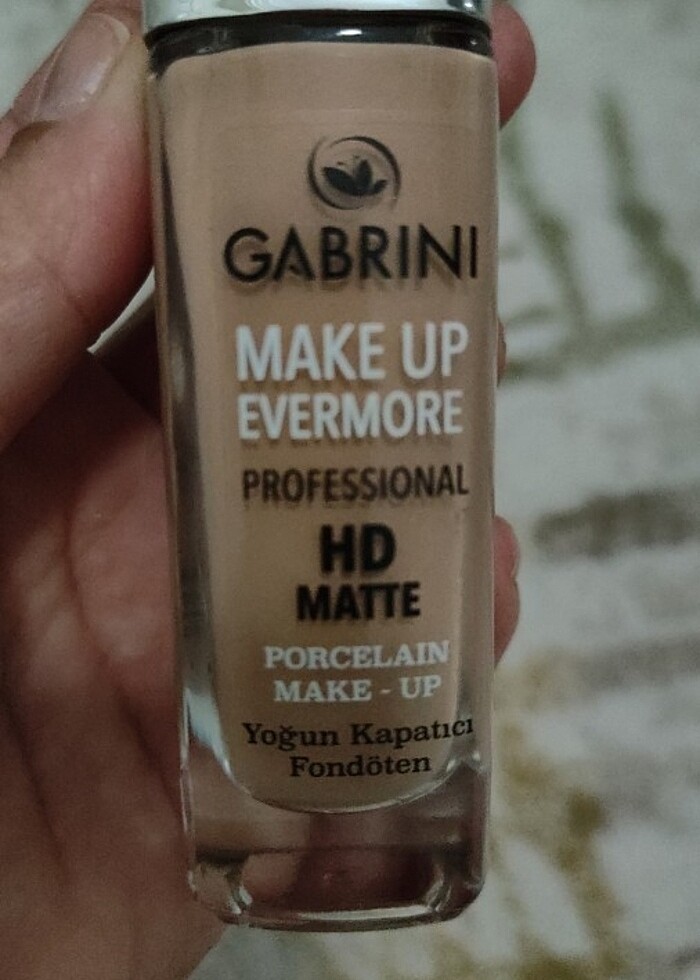 GABRINI
MAKE UP
EVERMORE
PROFESSIONAL
HD
MATTE
PORCELAIN
MAKE - UP
Yoğun Kapatıcı
Fondöten